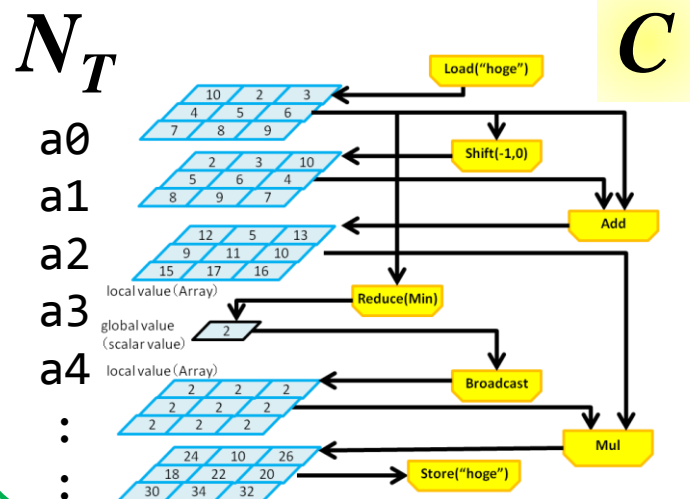 N_T
C
Load("hoge")
10 2 3
4 5 6
7 8 9
a0
Shift(-1,0)
2 3 10
5 6 4
8 9 7
a1
Add
12 5 13
9 11 10
15 17 16
a2
local value(Array)
Reduce(Min)
a3
global value
(scalar value)
2
a4
local value(Array)
Broadcast
2 2 2
2 2 2
2 2 2
:
Mul
24 10 26
18 22 20
30 34 32
:
Store("hoge")